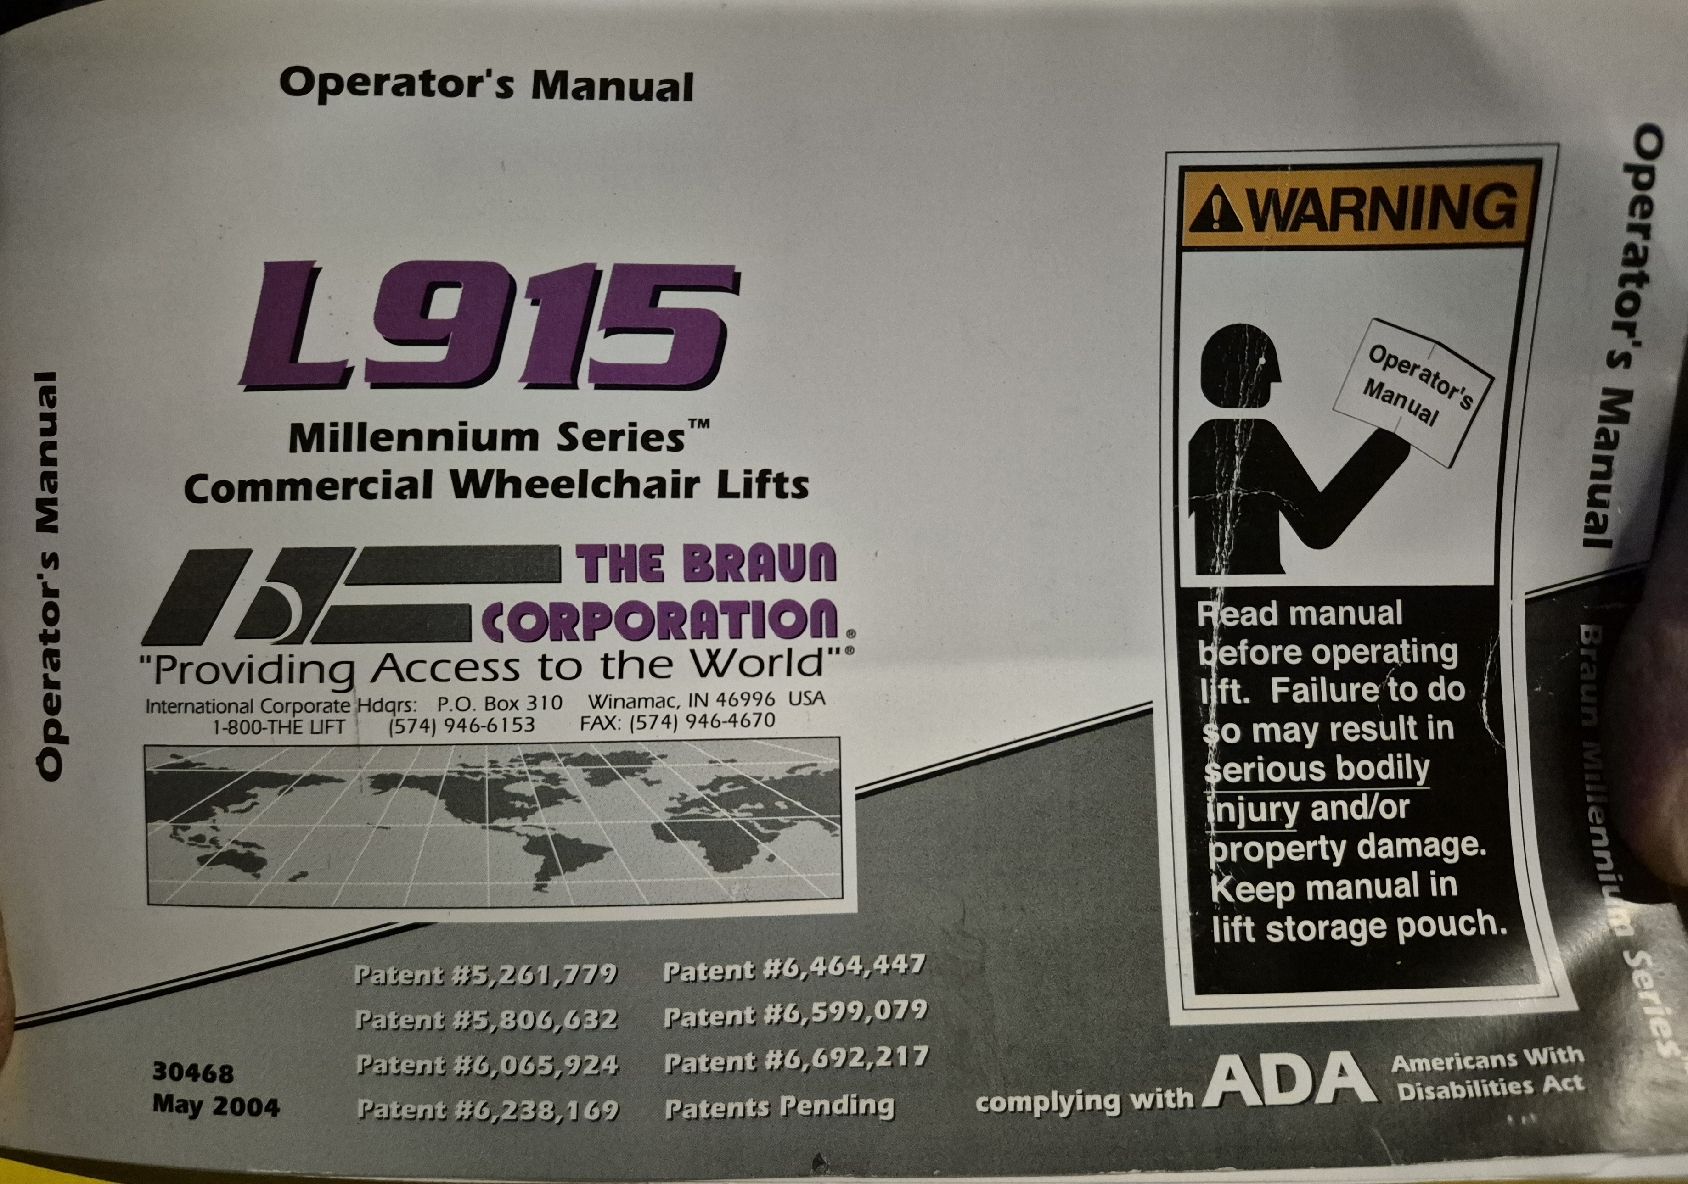 Operator's Manual
L915
Millennium Series™
Commercial Wheelchair Lifts
THE BRAUN
CORPORATION®
"Providing Access to the World"®
International Corporate Hdqrs: P.O. Box 310 Winamac, IN 46996 USA
1-800-THE LIFT (574) 946-6153 FAX: (574) 946-4670
Patent #5,261,779 Patent #6,464,447
Patent #5,806,632 Patent #6,599,079
Patent #6,065,924 Patent #6,692,217
Patent #6,238,169 Patents Pending
30468
May 2004
complying with ADA Americans With
Disabilities Act
WARNING
Operator's
Manual
Read manual
before operating
lift. Failure to do
so may result in
serious bodily
injury and/or
property damage.
Keep manual in
lift storage pouch.
Operator's Manual
Operator's Manual Braun Millennium Series